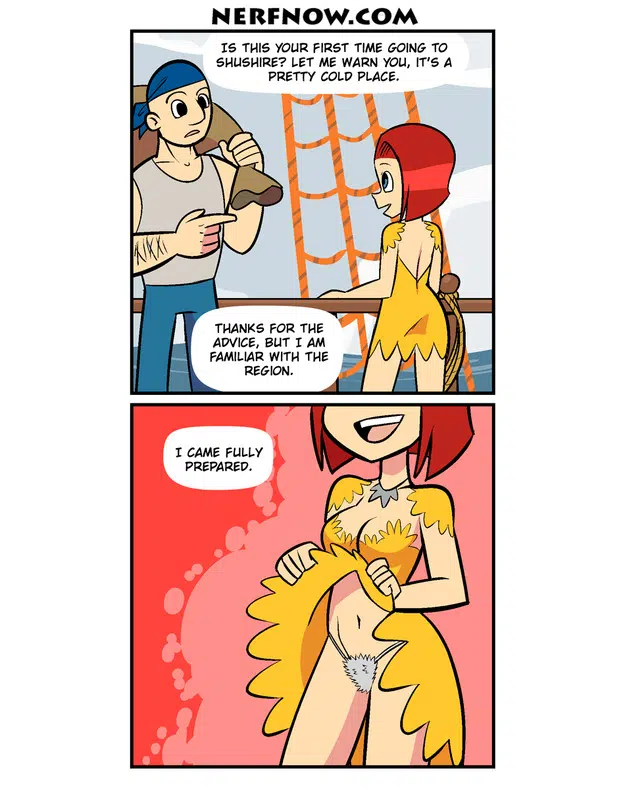 NERFNOW.COM
IS THIS YOUR FIRST TIME GOING TO
SHUSHIRE? LET ME WARN YOU, IT'S A
PRETTY COLD PLACE.
THANKS FOR THE
ADVICE, BUT I AM
FAMILIAR WITH THE
REGION.
I CAME FULLY
PREPARED.